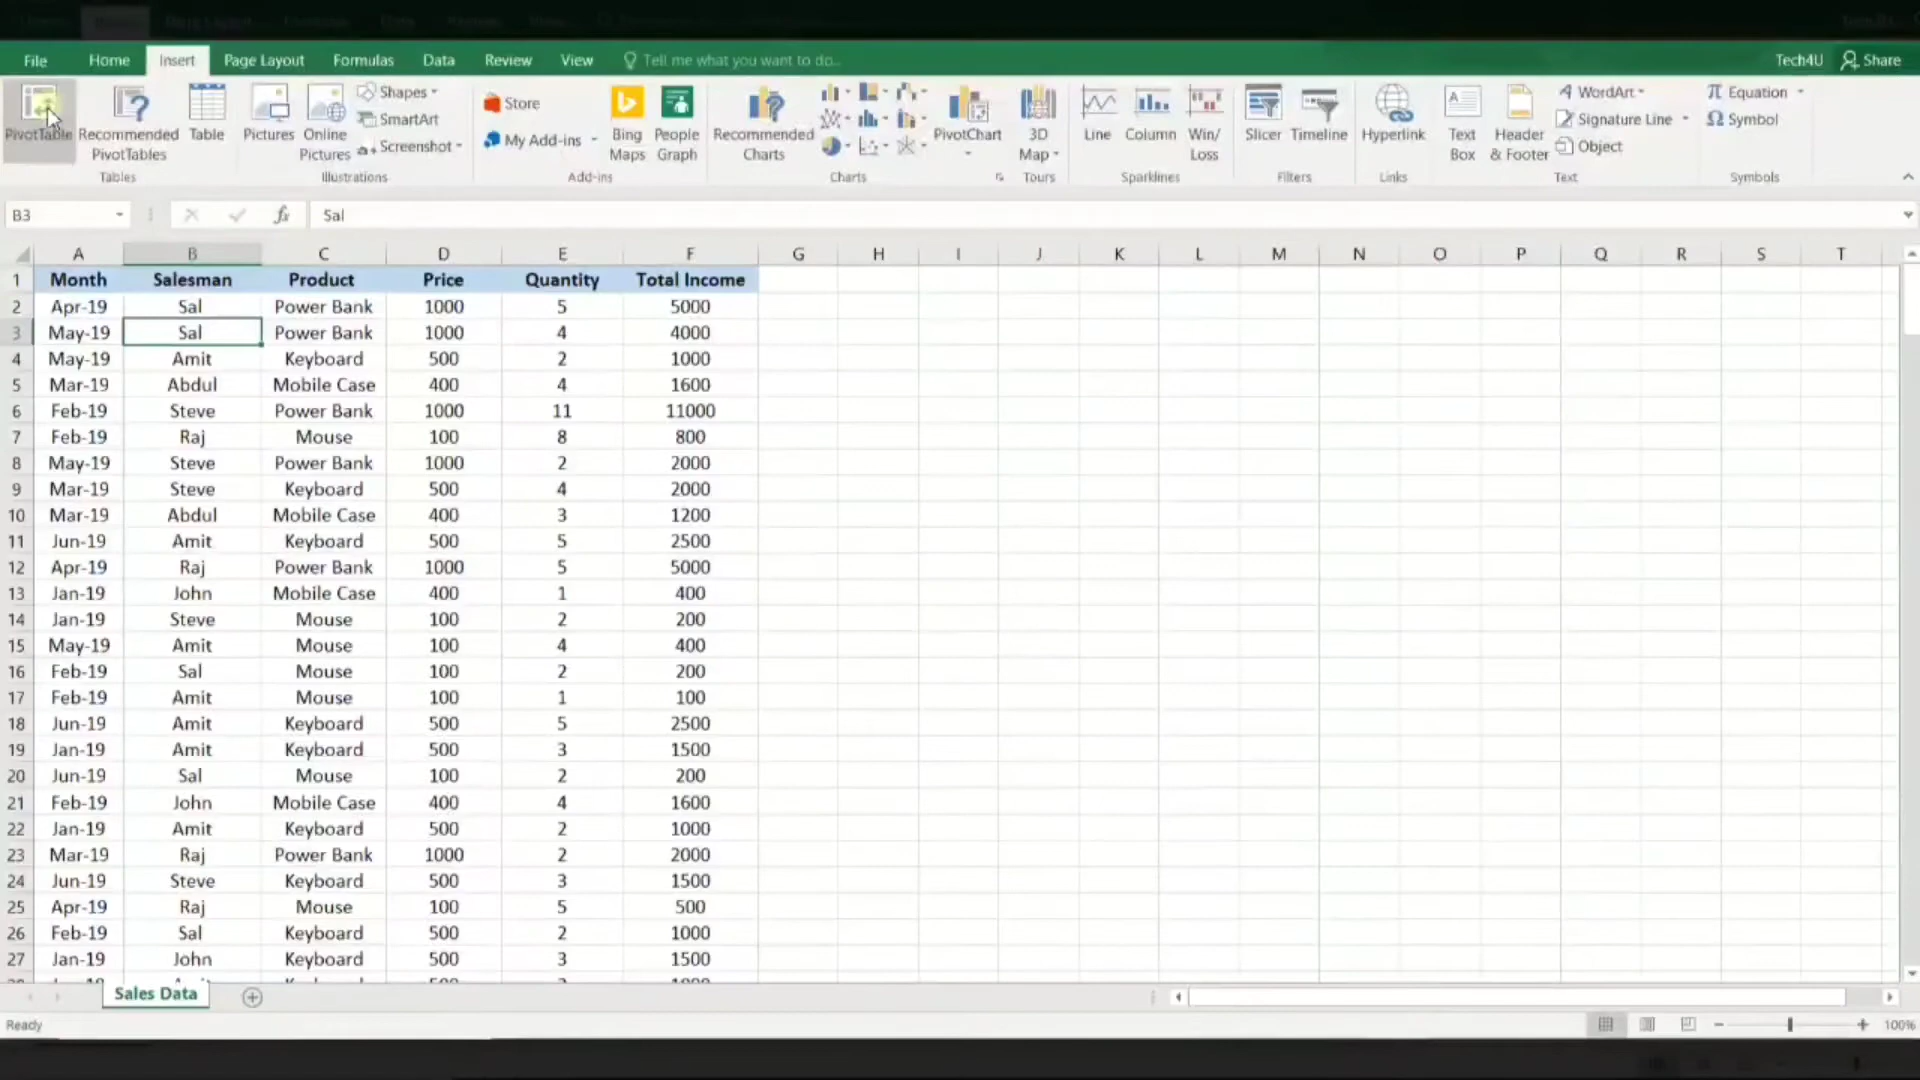 File Home Insert Page Layout Formulas Data Review View Tell me what you want to do... Tech4U Share
PivotTable Recommended PivotTables Table Pictures Online Pictures Shapes SmartArt Screenshot Store My Add-ins Bing Maps People Graph Recommended Charts PivotChart 3D Map Line Column Win/Loss Slicer Timeline Hyperlink Text Box Header & Footer WordArt Signature Line Object Equation Symbol
Tables Illustrations Add-ins Charts Tours Sparklines Filters Links Text Symbols
B3 fx Sal
A B C D E F G H I J K L M N O P Q R S T
1 Month Salesman Product Price Quantity Total Income
2 Apr-19 Sal Power Bank 1000 5 5000
3 May-19 Sal Power Bank 1000 4 4000
4 May-19 Amit Keyboard 500 2 1000
5 Mar-19 Abdul Mobile Case 400 4 1600
6 Feb-19 Steve Power Bank 1000 11 11000
7 Feb-19 Raj Mouse 100 8 800
8 May-19 Steve Power Bank 1000 2 2000
9 Mar-19 Steve Keyboard 500 4 2000
10 Mar-19 Abdul Mobile Case 400 3 1200
11 Jun-19 Amit Keyboard 500 5 2500
12 Apr-19 Raj Power Bank 1000 5 5000
13 Jan-19 John Mobile Case 400 1 400
14 Jan-19 Steve Mouse 100 2 200
15 May-19 Amit Mouse 100 4 400
16 Feb-19 Sal Mouse 100 2 200
17 Feb-19 Amit Mouse 100 1 100
18 Jun-19 Amit Keyboard 500 5 2500
19 Jan-19 Amit Keyboard 500 3 1500
20 Jun-19 Sal Mouse 100 2 200
21 Feb-19 John Mobile Case 400 4 1600
22 Jan-19 Amit Keyboard 500 2 1000
23 Mar-19 Raj Power Bank 1000 2 2000
24 Jun-19 Steve Keyboard 500 3 1500
25 Apr-19 Raj Mouse 100 5 500
26 Feb-19 Sal Keyboard 500 2 1000
27 Jan-19 John Keyboard 500 3 1500
Sales Data
Ready 100%